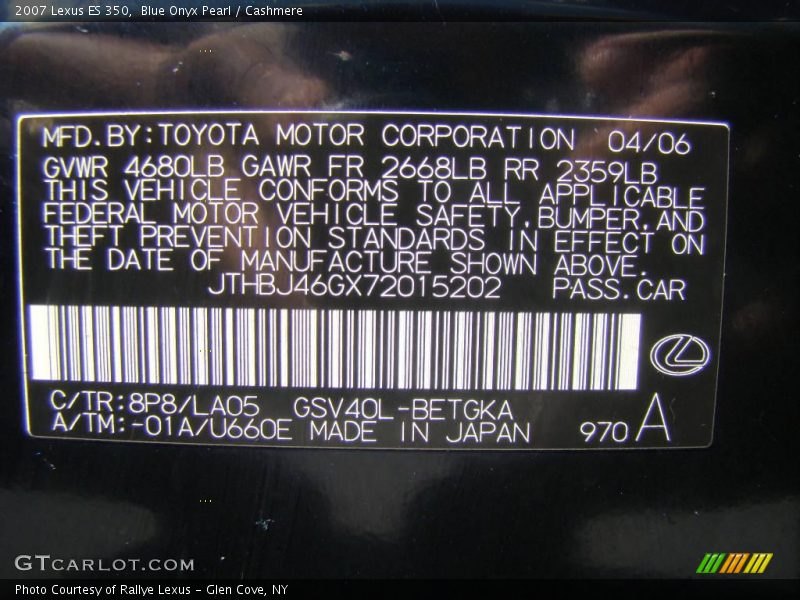 2007 Lexus ES 350,  Blue Onyx Pearl / Cashmere
MFD.BY:TOYOTA MOTOR CORPORATION 04/06
GVWR 4680LB GAWR FR 2668LB RR 2359LB
THIS VEHICLE CONFORMS TO ALL APPLICABLE
FEDERAL MOTOR VEHICLE SAFETY,BUMPER,AND
THEFT PREVENTION STANDARDS IN EFFECT ON
THE DATE OF MANUFACTURE SHOWN ABOVE.
JTHBJ46GX72015202 PASS.CAR
C/TR:8P8/LA05 GSV40L-BETGKA
A/TM:-01A/U660E MADE IN JAPAN 970 A
GTCARLOT.COM
Photo Courtesy of Rallye Lexus - Glen Cove, NY